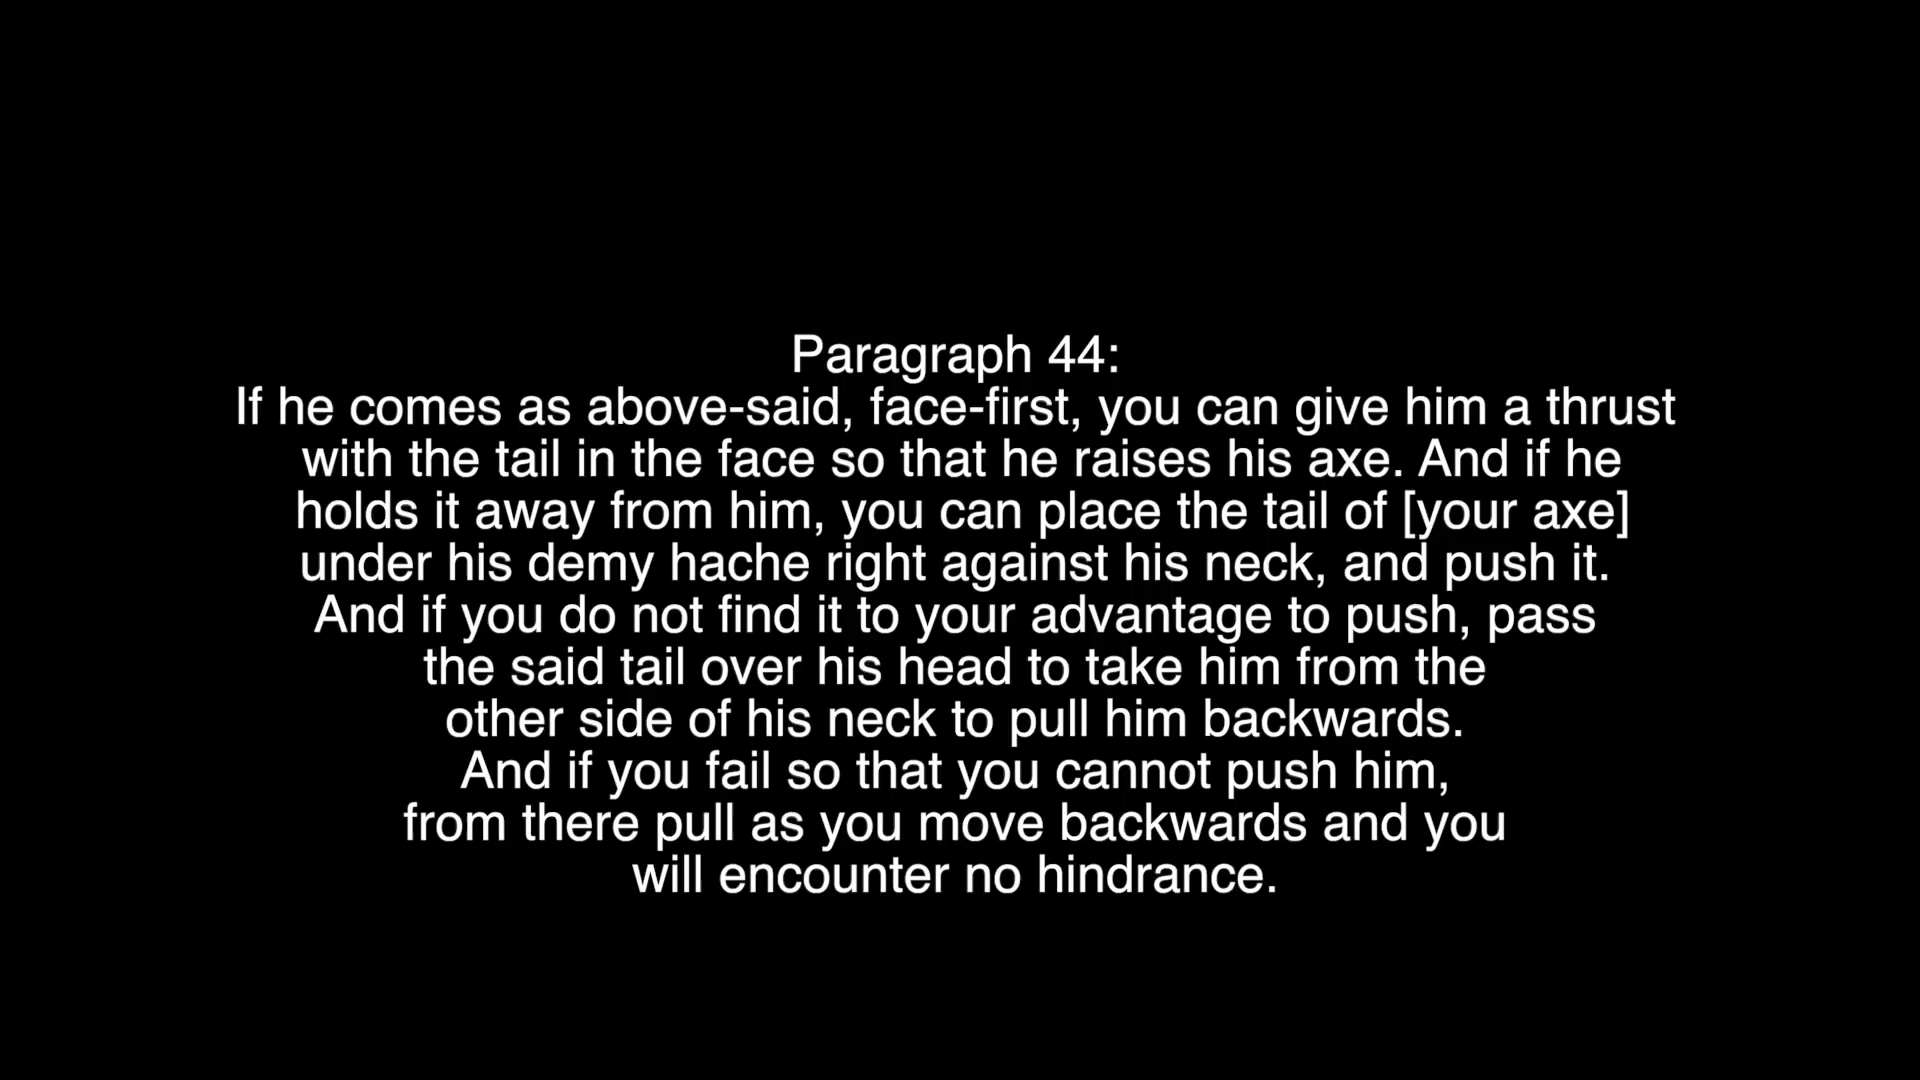 Paragraph 44:
If he comes as above-said, face-first, you can give him a thrust
with the tail in the face so that he raises his axe. And if he
holds it away from him, you can place the tail of [your axe]
under his demy hache right against his neck, and push it.
And if you do not find it to your advantage to push, pass
the said tail over his head to take him from the
other side of his neck to pull him backwards.
And if you fail so that you cannot push him,
from there pull as you move backwards and you
will encounter no hindrance.